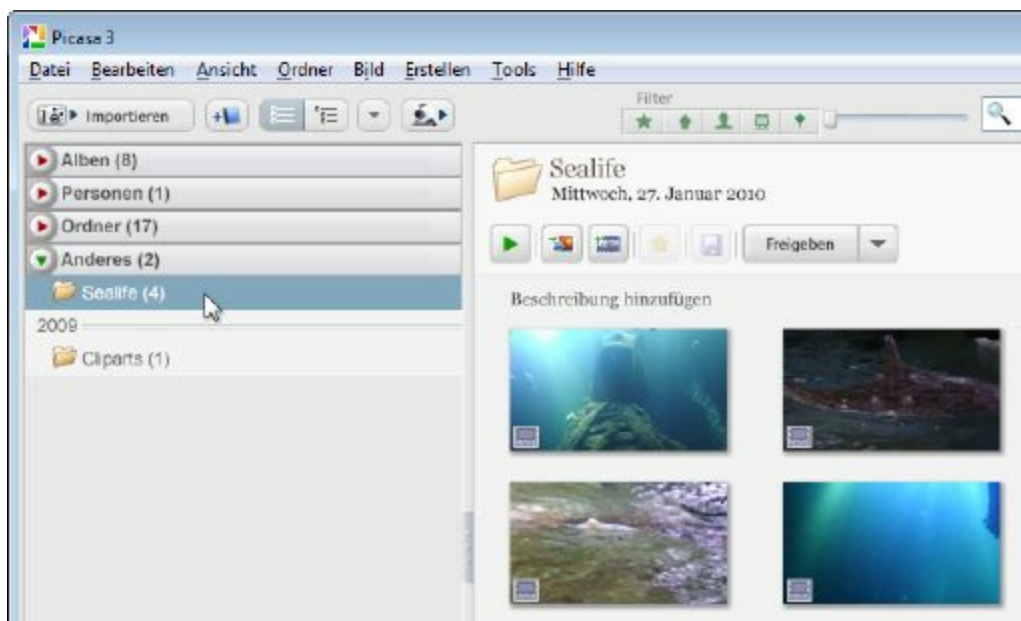 Picasa 3
Datei Bearbeiten Ansicht Ordner Bild Erstellen Tools Hilfe
Importieren
Filter
Alben (8)
Personen (1)
Ordner (17)
Anderes (2)
Sealife (4)
2009
Cliparts (1)
Sealife
Mittwoch, 27. Januar 2010
Freigeben
Beschreibung hinzufügen